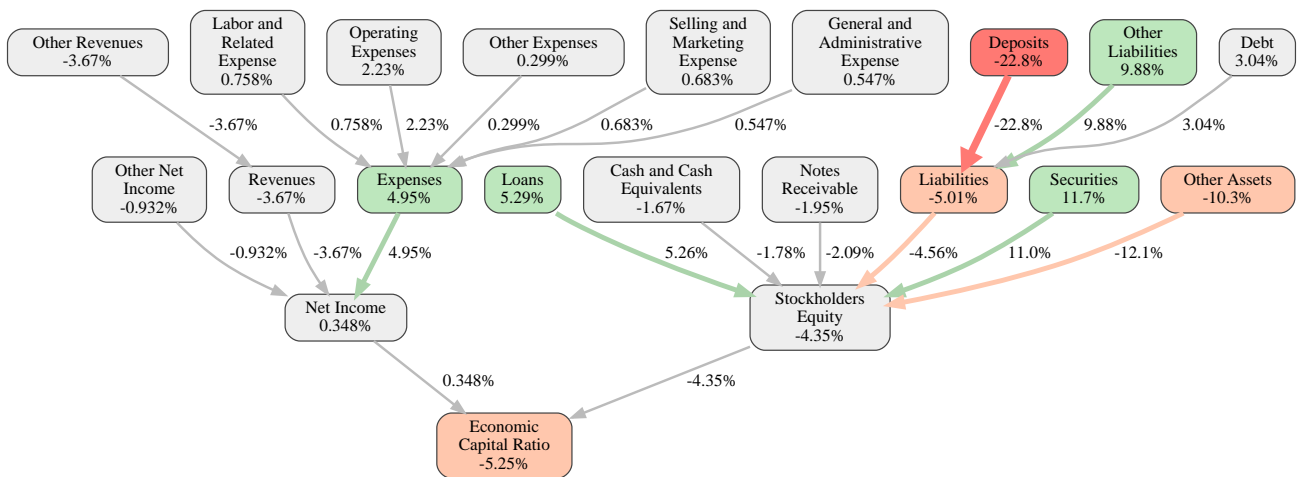 Other Revenues
-3.67%
Labor and
Related
Expense
0.758%
Operating
Expenses
2.23%
Other Expenses
0.299%
Selling and
Marketing
Expense
0.683%
General and
Administrative
Expense
0.547%
Deposits
-22.8%
Other
Liabilities
9.88%
Debt
3.04%
-3.67%
0.758%
2.23%
0.299%
0.683%
0.547%
-22.8%
9.88%
3.04%
Other Net
Income
-0.932%
Revenues
-3.67%
Expenses
4.95%
Loans
5.29%
Cash and Cash
Equivalents
-1.67%
Notes
Receivable
-1.95%
Liabilities
-5.01%
Securities
11.7%
Other Assets
-10.3%
-0.932%
-3.67%
4.95%
5.26%
-1.78%
-2.09%
-4.56%
11.0%
-12.1%
Net Income
0.348%
Stockholders
Equity
-4.35%
0.348%
-4.35%
Economic
Capital Ratio
-5.25%